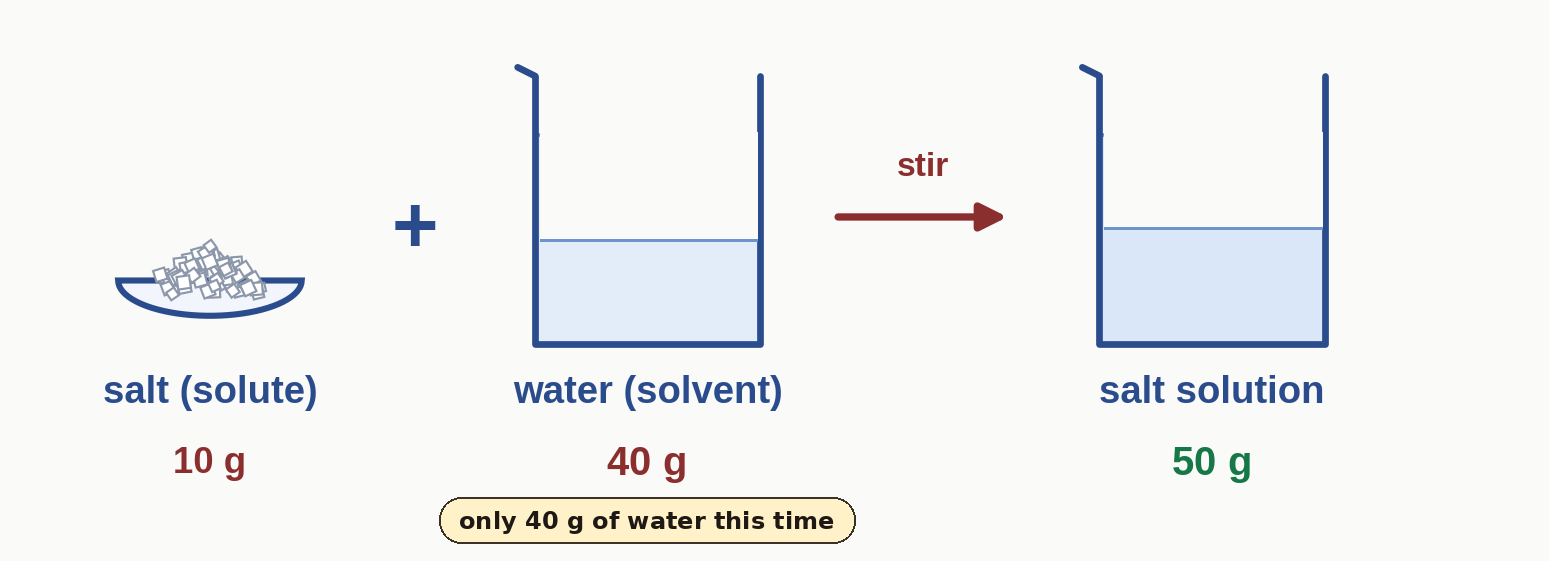 +
stir
salt (solute)
water (solvent)
salt solution
10 g
40 g
50 g
only 40 g of water this time